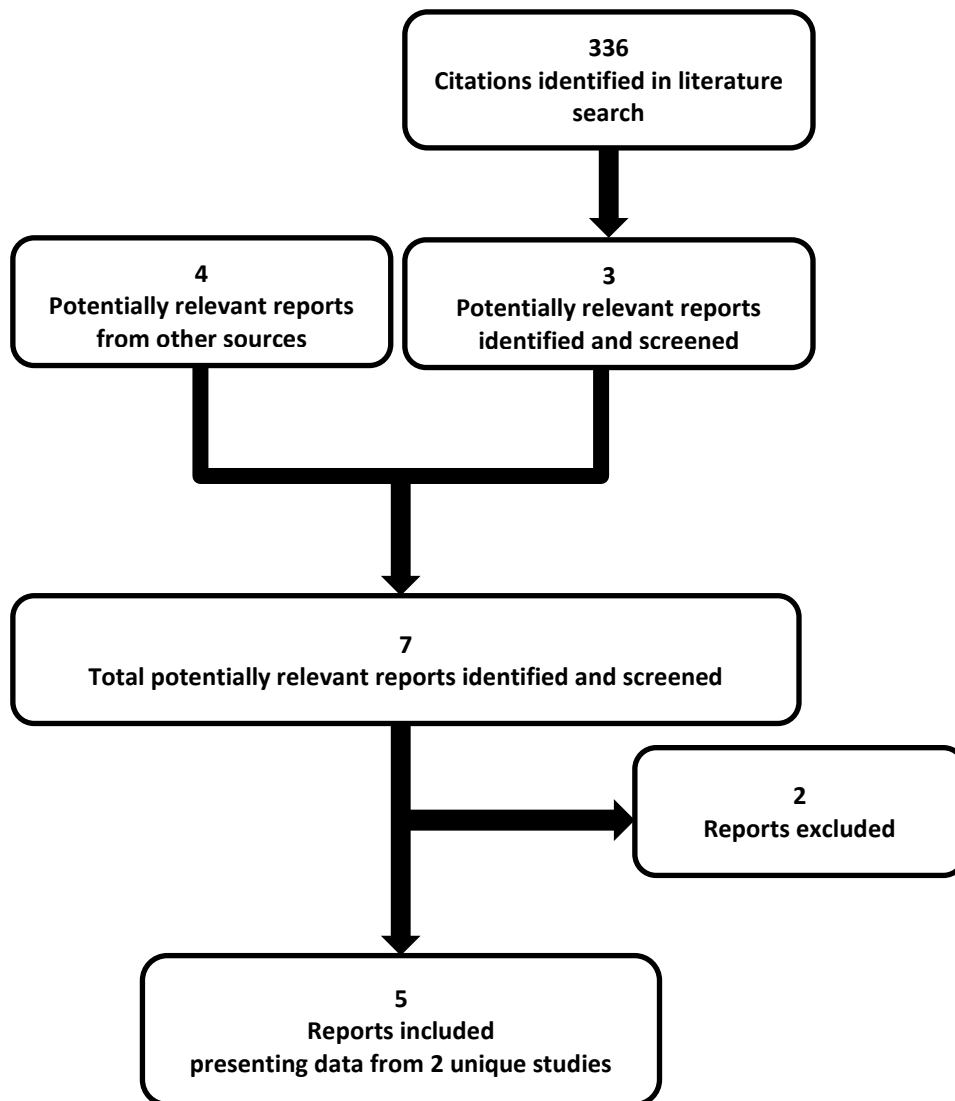 336
Citations identified in literature
search
4
Potentially relevant reports
from other sources
3
Potentially relevant reports
identified and screened
7
Total potentially relevant reports identified and screened
2
Reports excluded
5
Reports included
presenting data from 2 unique studies